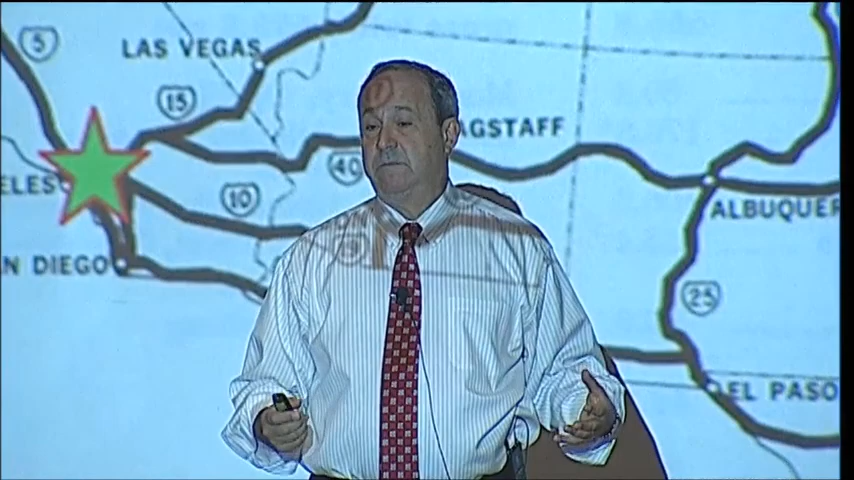 5
LAS VEGAS
15
AGSTAFF
40
ELES
10
ALBUQUER
N DIEGO
25
EL PASO